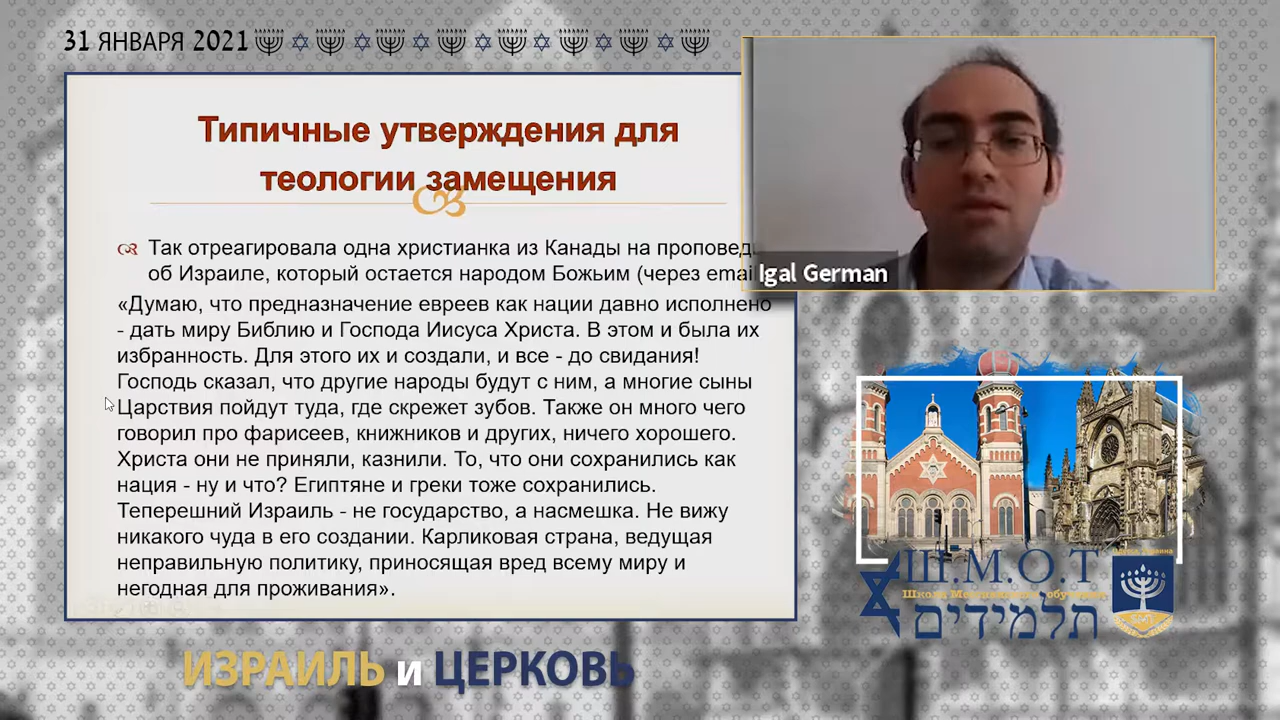 31 ЯНВАРЯ 2021
Типичные утверждения для
теологии замещения
Так отреагировала одна христианка из Канады на проповедь
об Израиле, который остается народом Божьим (через emai
«Думаю, что предназначение евреев как нации давно исполнено
- дать миру Библию и Господа Иисуса Христа. В этом и была их
избранность. Для этого их и создали, и все - до свидания!
Господь сказал, что другие народы будут с ним, а многие сыны
Царствия пойдут туда, где скрежет зубов. Также он много чего
говорил про фарисеев, книжников и других, ничего хорошего.
Христа они не приняли, казнили. То, что они сохранились как
нация - ну и что? Египтяне и греки тоже сохранились.
Теперешний Израиль - не государство, а насмешка. Не вижу
никакого чуда в его создании. Карликовая страна, ведущая
неправильную политику, приносящая вред всему миру и
негодная для проживания».
Igal German
Ш.М.О.Т
תלמידים
ИЗРАИЛЬ и ЦЕРКОВЬ